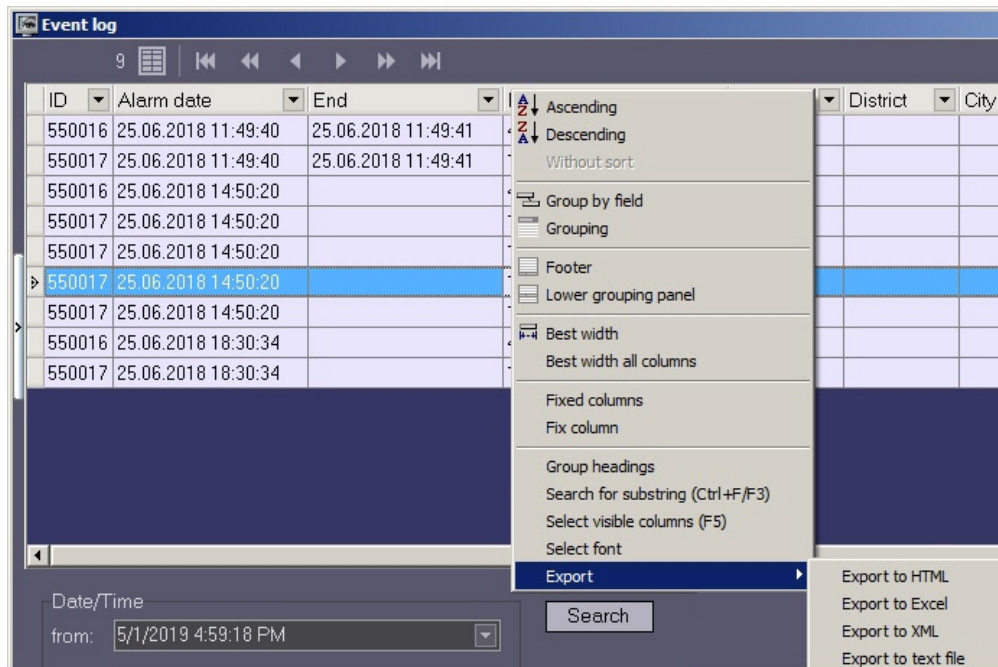 Event log
9
ID Alarm date End District City
550016 25.06.2018 11:49:40 25.06.2018 11:49:41
550017 25.06.2018 11:49:40 25.06.2018 11:49:41
550016 25.06.2018 14:50:20
550017 25.06.2018 14:50:20
550017 25.06.2018 14:50:20
550017 25.06.2018 14:50:20
550017 25.06.2018 14:50:20
550016 25.06.2018 18:30:34
550017 25.06.2018 18:30:34
Ascending
Descending
Without sort
Group by field
Grouping
Footer
Lower grouping panel
Best width
Best width all columns
Fixed columns
Fix column
Group headings
Search for substring (Ctrl+F/F3)
Select visible columns (F5)
Select font
Export
Export to HTML
Export to Excel
Export to XML
Export to text file
Date/Time
from: 5/1/2019 4:59:18 PM
Search